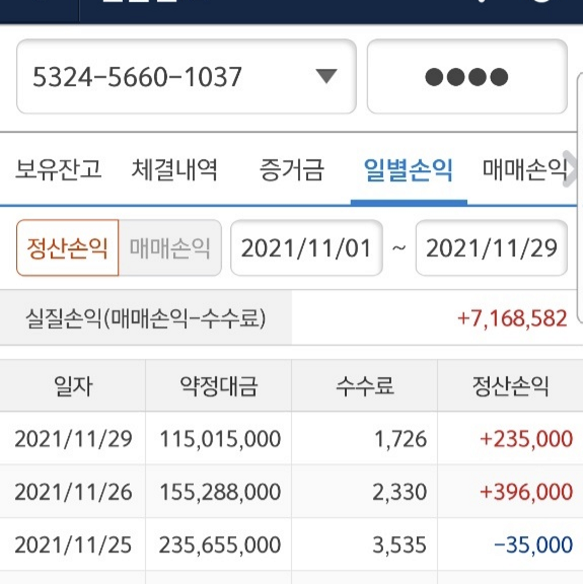 5324-5660-1037 ●●●●
보유잔고 체결내역 증거금 일별손익 매매손익
정산손익 매매손익 2021/11/01 ~ 2021/11/29
실질손익(매매손익-수수료) +7,168,582
일자 약정대금 수수료 정산손익
2021/11/29 115,015,000 1,726 +235,000
2021/11/26 155,288,000 2,330 +396,000
2021/11/25 235,655,000 3,535 -35,000